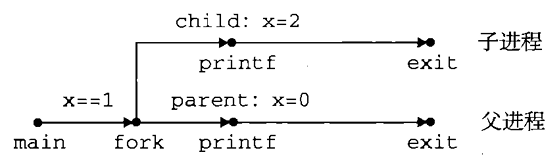 child: x=2
printf exit 子进程
x==1 parent: x=0
main fork printf exit 父进程